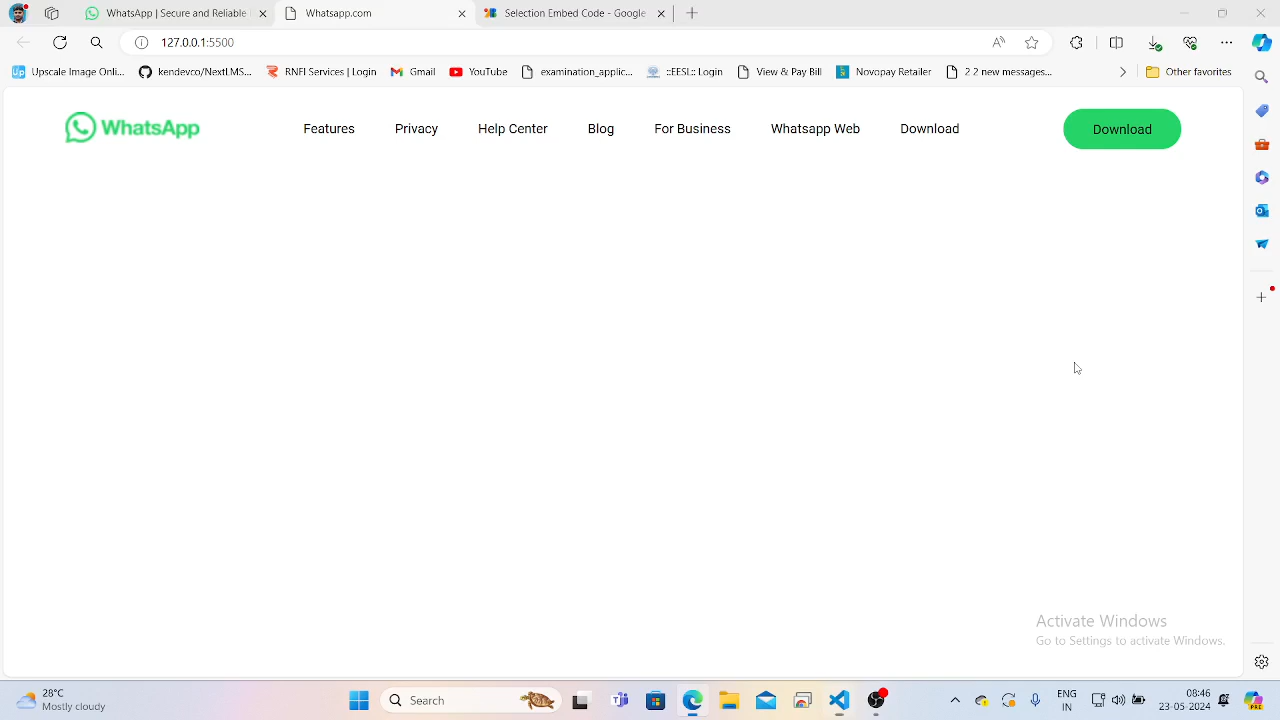 WhatsApp | Secure and Reliable
Whatsapp.com
Selection Embed Code - Google
127.0.0.1:5500
Upscale Image Onli...
kendancr/NextLMS...
RNFI Services | Login
Gmail
YouTube
examination_applic...
::EESL:: Login
View & Pay Bill
Novopay Retailer
2.2 new messages...
Other favorites
WhatsApp
Features
Privacy
Help Center
Blog
For Business
Whatsapp Web
Download
Download
Activate Windows
Go to Settings to activate Windows.
28°C
Mostly cloudy
Search
ENG
IN
08:46
23-05-2024